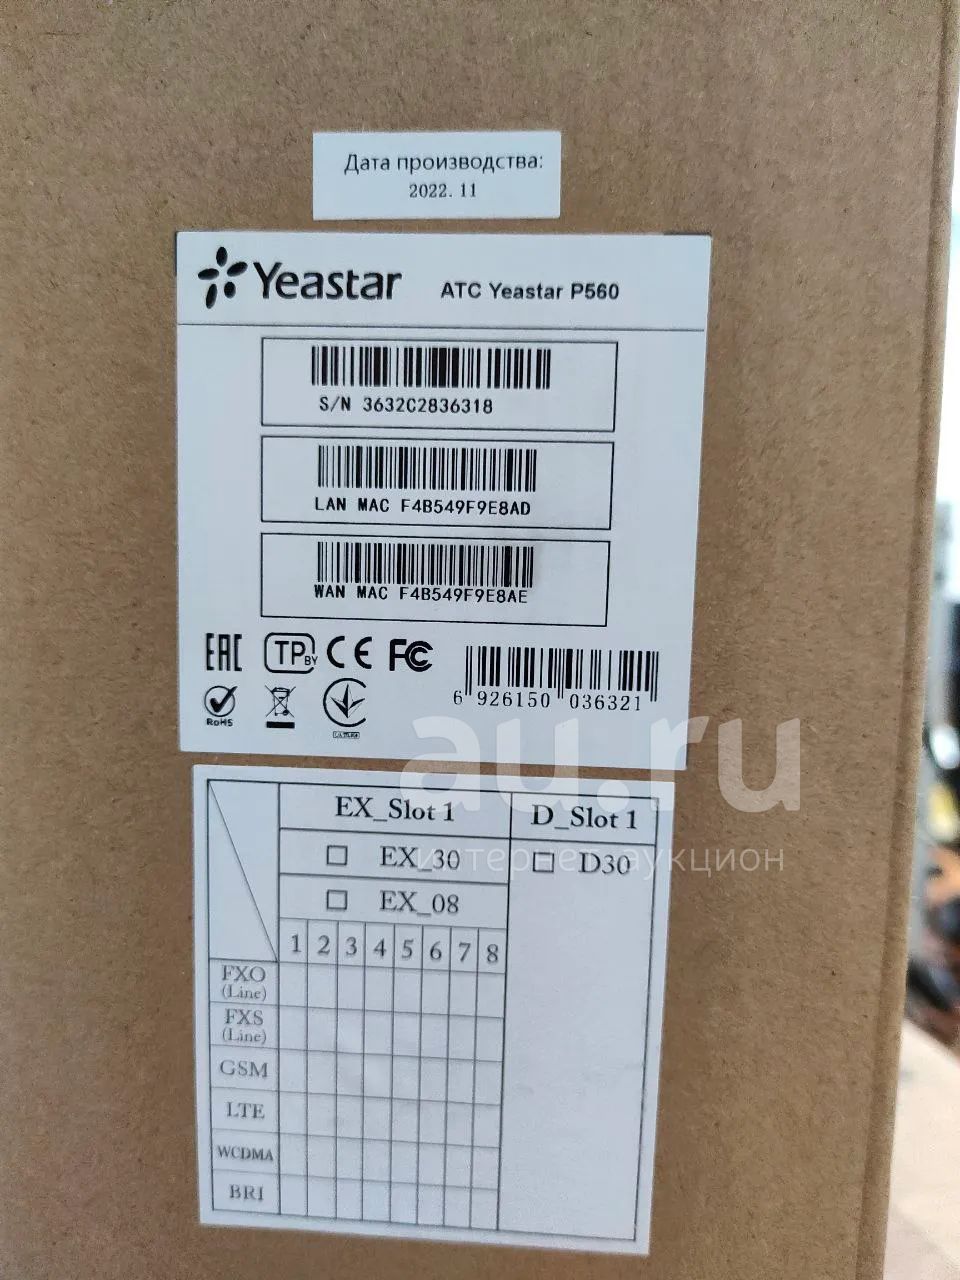 Дата производства:
2022. 11
Yeastar
АТС Yeastar P560
S/N 3632C2836318
LAN MAC F4B549F9E8AD
WAN MAC F4B549F9E8AE
EAC TP BY CE FC
6 926150 036321
RoHS
au.ru
интернет аукцион
EX_Slot 1 D_Slot 1
EX_30 D30
EX_08
1 2 3 4 5 6 7 8
FXO
(Line)
FXS
(Line)
GSM
LTE
WCDMA
BRI